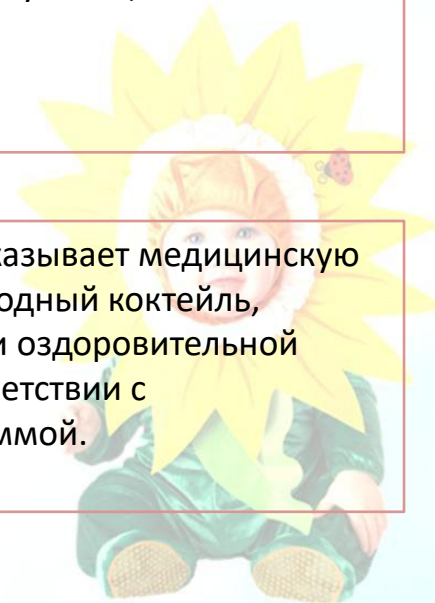 казывает медицинскую
одный коктейль,
и оздоровительной
етствии с
ммой.